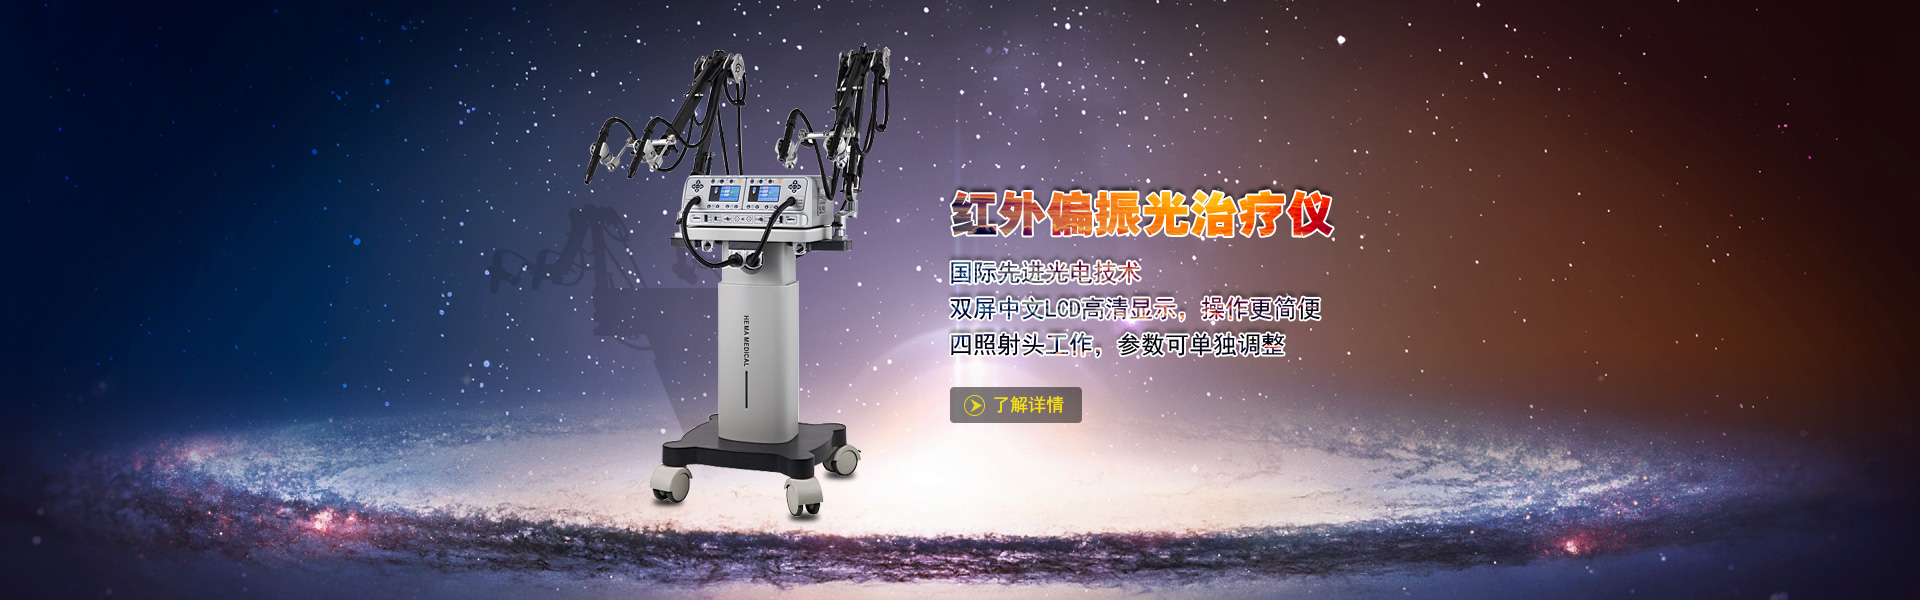 HEMA MEDICAL
红外偏振光治疗仪
国际先进光电技术
双屏中文LCD高清显示，操作更简便
四照射头工作，参数可单独调整
了解详情